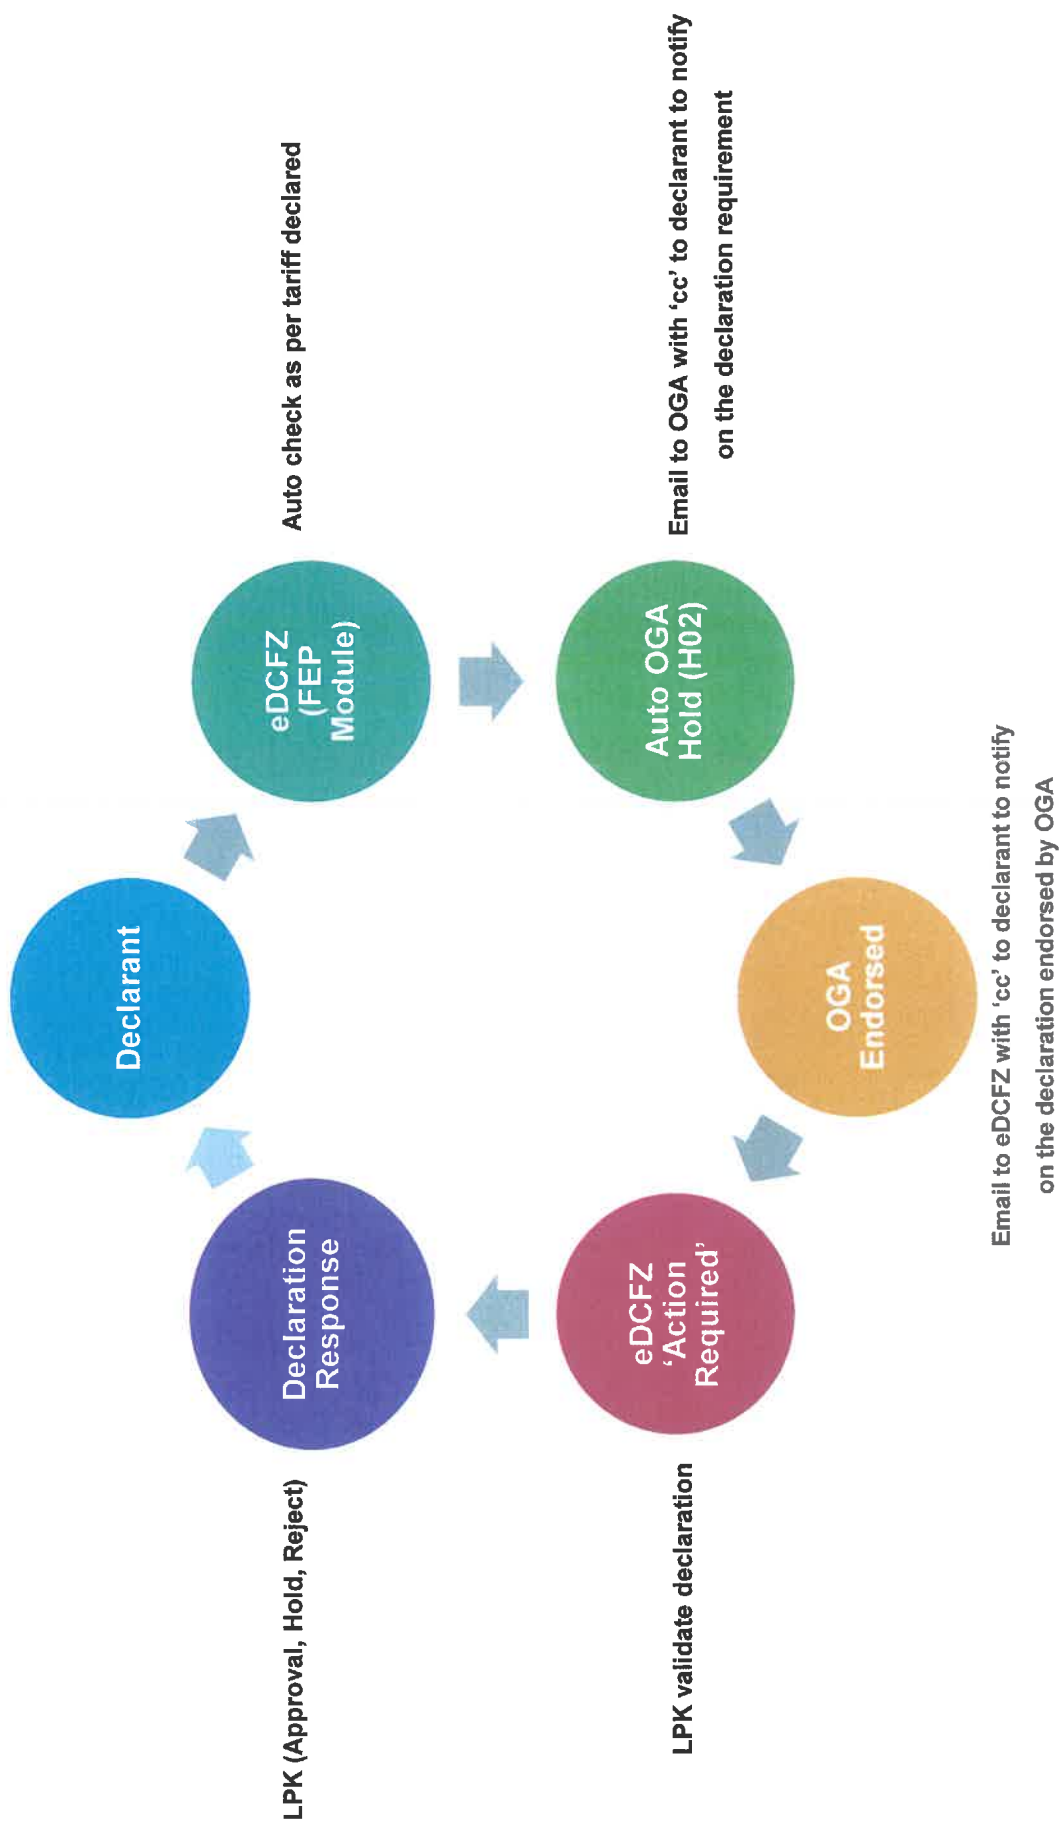 Declarant
LPK (Approval, Hold, Reject)
Declaration
Response
eDCFZ
(FEP
Module)
Auto check as per tariff declared
LPK validate declaration
eDCFZ
‘Action
Required’
Auto OGA
Hold (H02)
Email to OGA with ‘cc’ to declarant to notify
on the declaration requirement
OGA
Endorsed
Email to eDCFZ with ‘cc’ to declarant to notify
on the declaration endorsed by OGA